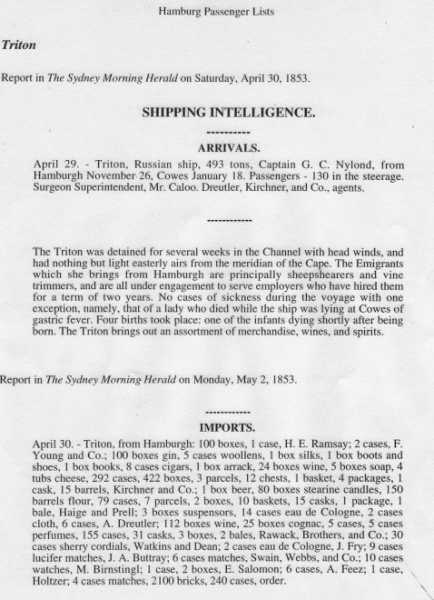 Hamburg Passenger Lists
Triton
Report in The Sydney Morning Herald on Saturday, April 30, 1853.
SHIPPING INTELLIGENCE.
----------
ARRIVALS.
April 29. - Triton, Russian ship, 493 tons, Captain G. C. Nylond, from
Hamburgh November 26, Cowes January 18. Passengers - 130 in the steerage.
Surgeon Superintendent, Mr. Caloo. Dreutler, Kirchner, and Co., agents.
----------
The Triton was detained for several weeks in the Channel with head winds, and
had nothing but light easterly airs from the meridian of the Cape. The Emigrants
which she brings from Hamburgh are principally sheepshearers and vine
trimmers, and are all under engagement to serve employers who have hired them
for a term of two years. No cases of sickness during the voyage with one
exception, namely, that of a lady who died while the ship was lying at Cowes of
gastric fever. Four births took place: one of the infants dying shortly after being
born. The Triton brings out an assortment of merchandise, wines, and spirits.
Report in The Sydney Morning Herald on Monday, May 2, 1853.
----------
IMPORTS.
April 30. - Triton, from Hamburgh: 100 boxes, 1 case, H. E. Ramsay; 2 cases, F.
Young and Co.; 100 boxes gin, 5 cases woollens, 1 box silks, 1 box boots and
shoes, 1 box books, 8 cases cigars, 1 box arrack, 24 boxes wine, 5 boxes soap, 4
tubs cheese, 292 cases, 422 boxes, 3 parcels, 12 chests, 1 basket, 4 packages, 1
cask, 15 barrels, Kirchner and Co.; 1 box beer, 80 boxes stearine candles, 150
barrels flour, 79 cases, 7 parcels, 2 boxes, 10 baskets, 15 casks, 1 package, 1
bale, Haige and Prell; 3 boxes suspensors, 14 cases eau de Cologne, 2 cases
cloth, 6 cases, A. Dreutler; 112 boxes wine, 25 boxes cognac, 5 cases, 5 cases
perfumes, 155 cases, 31 casks, 3 boxes, 2 bales, Rawack, Brothers, and Co.; 30
cases sherry cordials, Watkins and Dean; 2 cases eau de Cologne, J. Fry; 9 cases
lucifer matches, J. A. Buttray; 6 cases matches, Swain, Webbs, and Co.; 10 cases
watches, M. Birnstingl; 1 case, 2 boxes, E. Salomon; 6 cases, A. Feez; 1 case,
Holtzer; 4 cases matches, 2100 bricks, 240 cases, order.